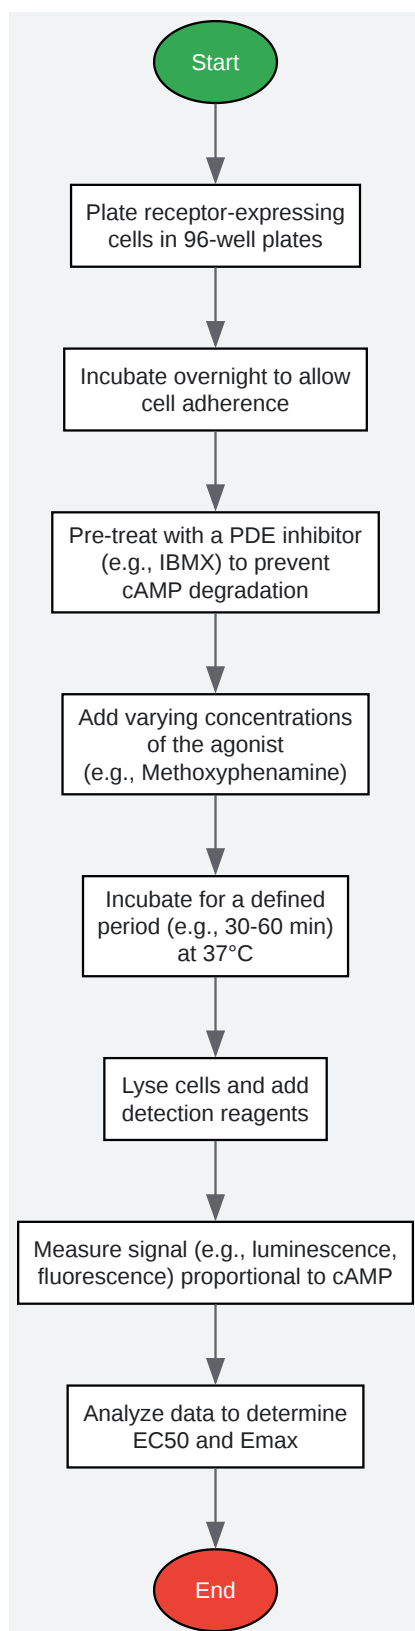 Start
Plate receptor-expressing
cells in 96-well plates
Incubate overnight to allow
cell adherence
Pre-treat with a PDE inhibitor
(e.g., IBMX) to prevent
cAMP degradation
Add varying concentrations
of the agonist
(e.g., Methoxyphenamine)
Incubate for a defined
period (e.g., 30-60 min)
at 37°C
Lyse cells and add
detection reagents
Measure signal (e.g., luminescence,
fluorescence) proportional to cAMP
Analyze data to determine
EC50 and Emax
End